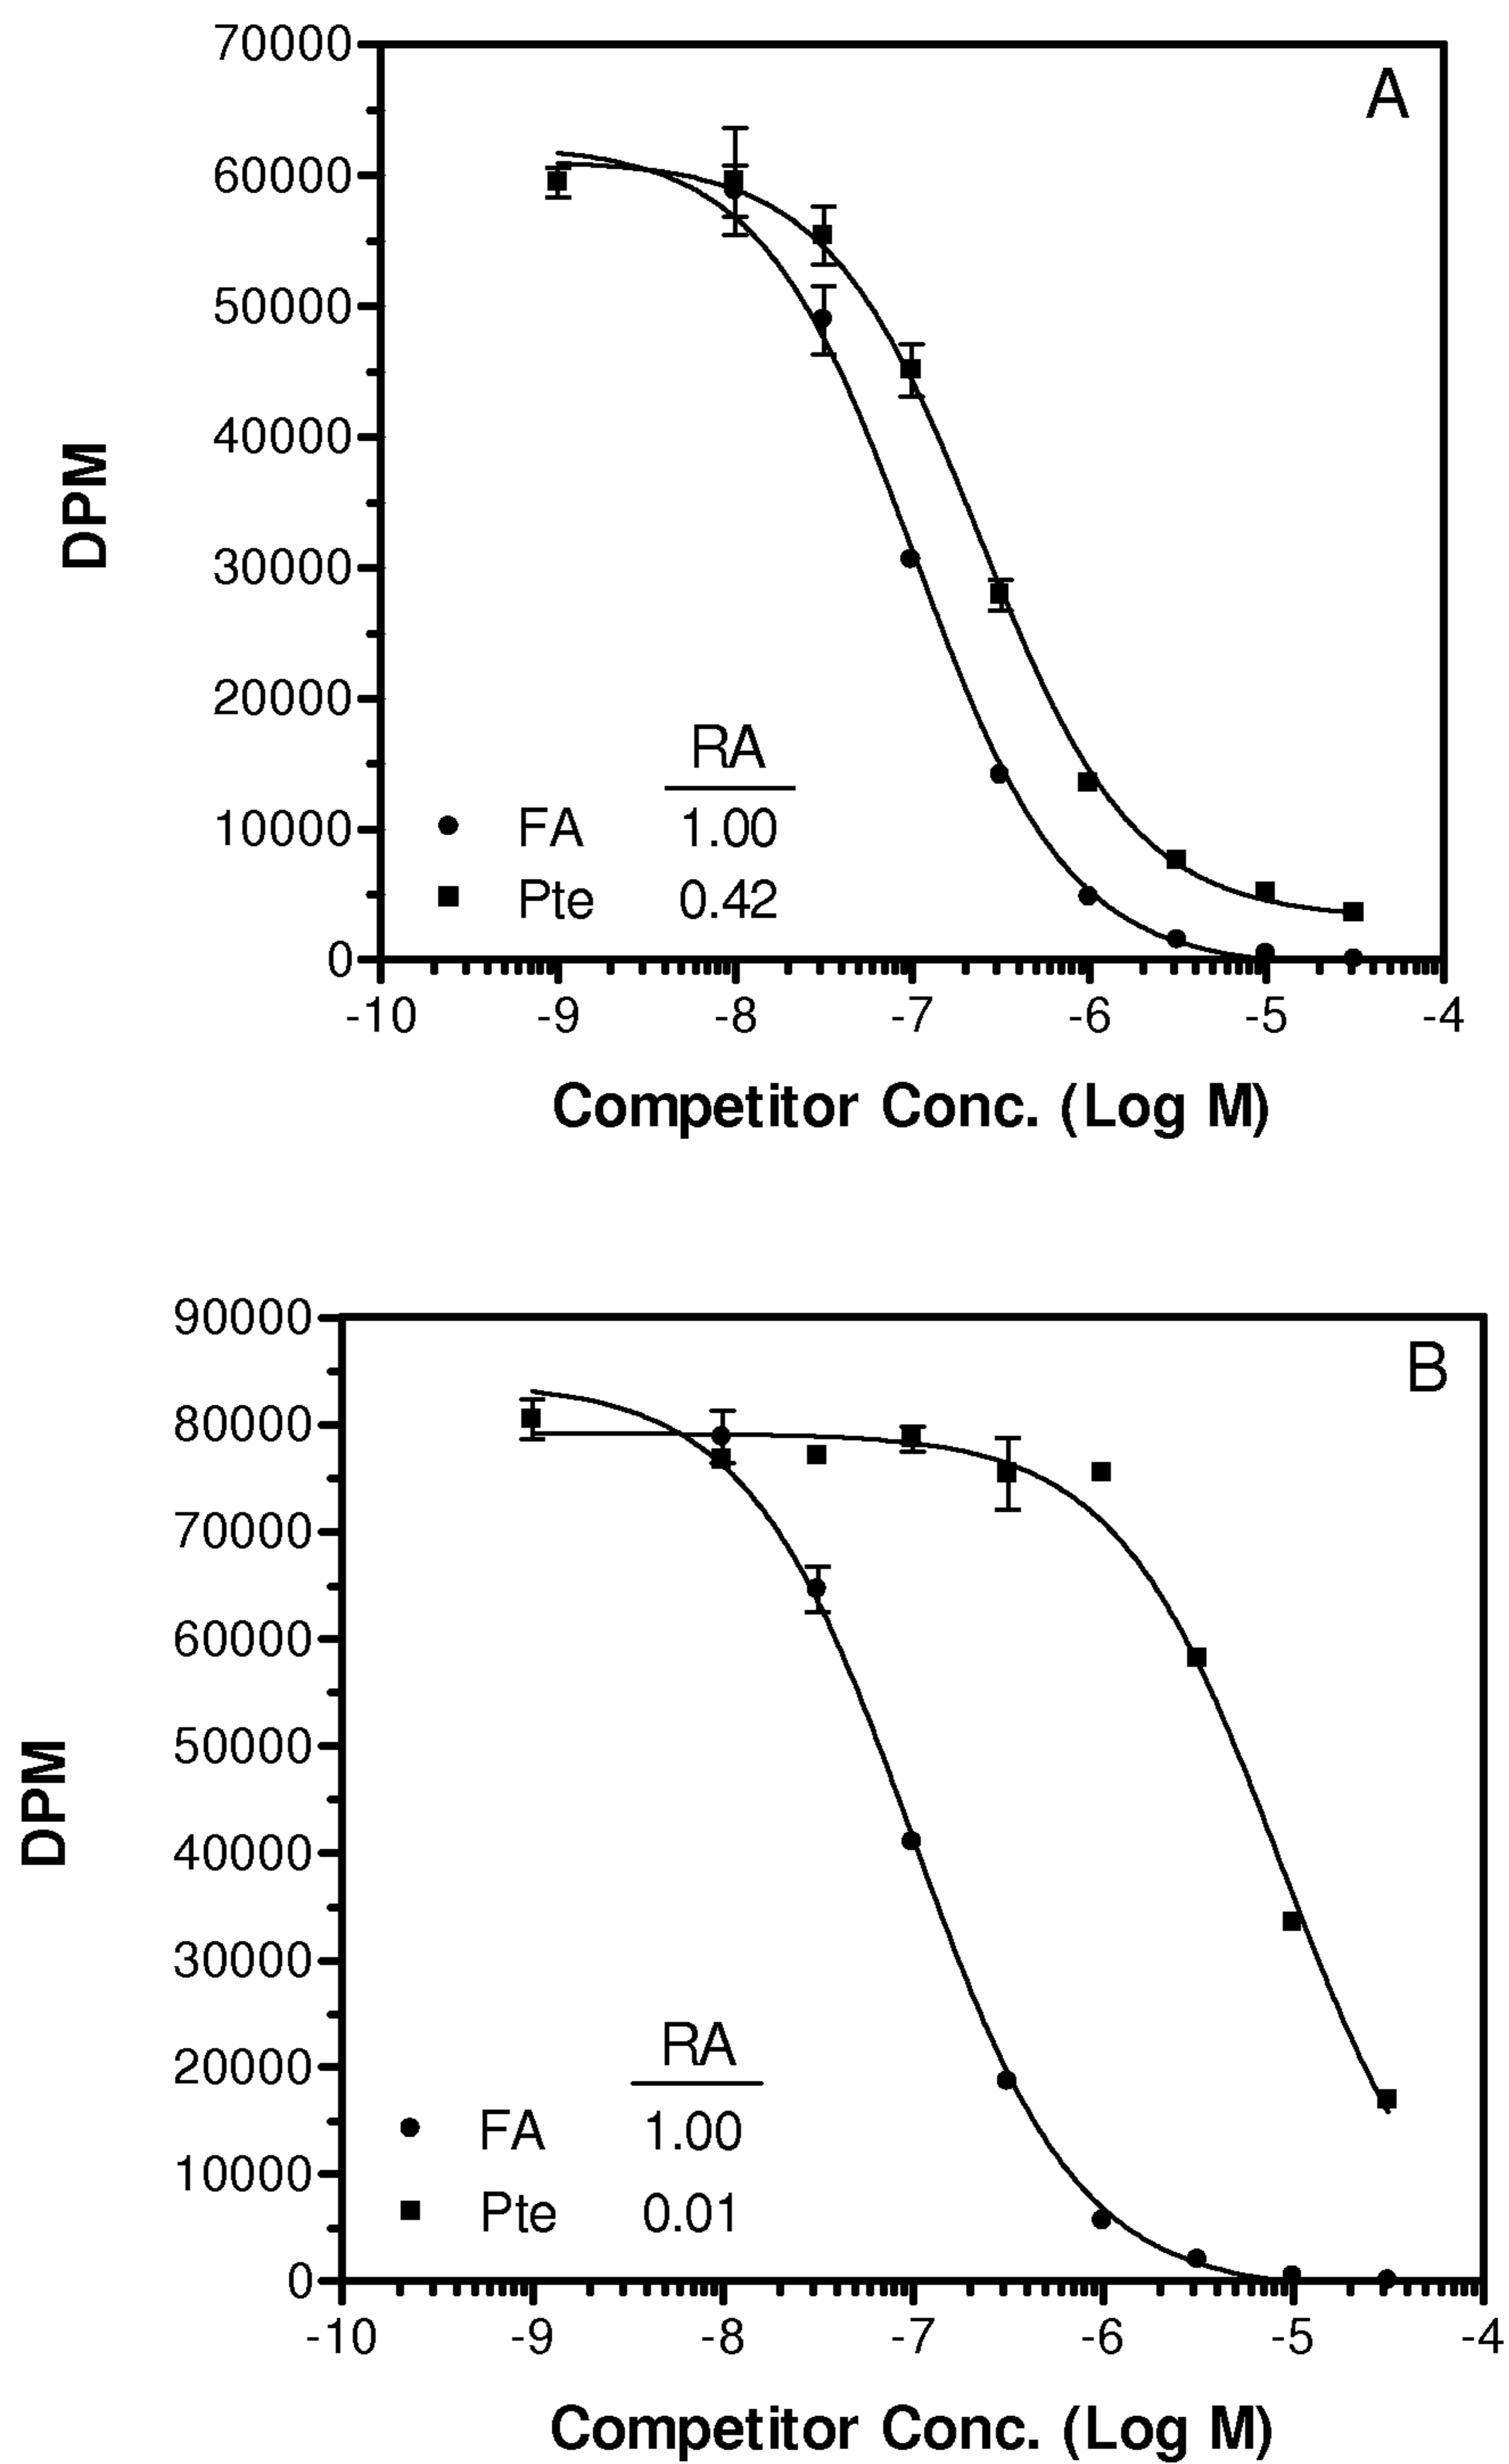 A
70000
60000
50000
40000
30000
20000
10000
0
DPM
RA
FA 1.00
Pte 0.42
-10 -9 -8 -7 -6 -5 -4
Competitor Conc. (Log M)
B
90000
80000
70000
60000
50000
40000
30000
20000
10000
0
DPM
RA
FA 1.00
Pte 0.01
-10 -9 -8 -7 -6 -5 -4
Competitor Conc. (Log M)